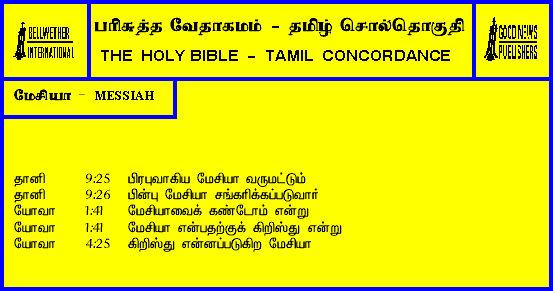 BELLWETHER
INTERNATIONAL
பரிசுத்த வேதாகமம் - தமிழ் சொல்தொகுதி
THE HOLY BIBLE - TAMIL CONCORDANCE
GOOD NEWS
PUBLISHERS
மேசியா - MESSIAH
தானி 9:25 பிரபுவாகிய மேசியா வருமட்டும்
தானி 9:26 பின்பு மேசியா சங்கரிக்கப்படுவார்
யோவா 1:41 மேசியாவைக் கண்டோம் என்று
யோவா 1:41 மேசியா என்பதற்குக் கிறிஸ்து என்று
யோவா 4:25 கிறிஸ்து என்னப்படுகிற மேசியா